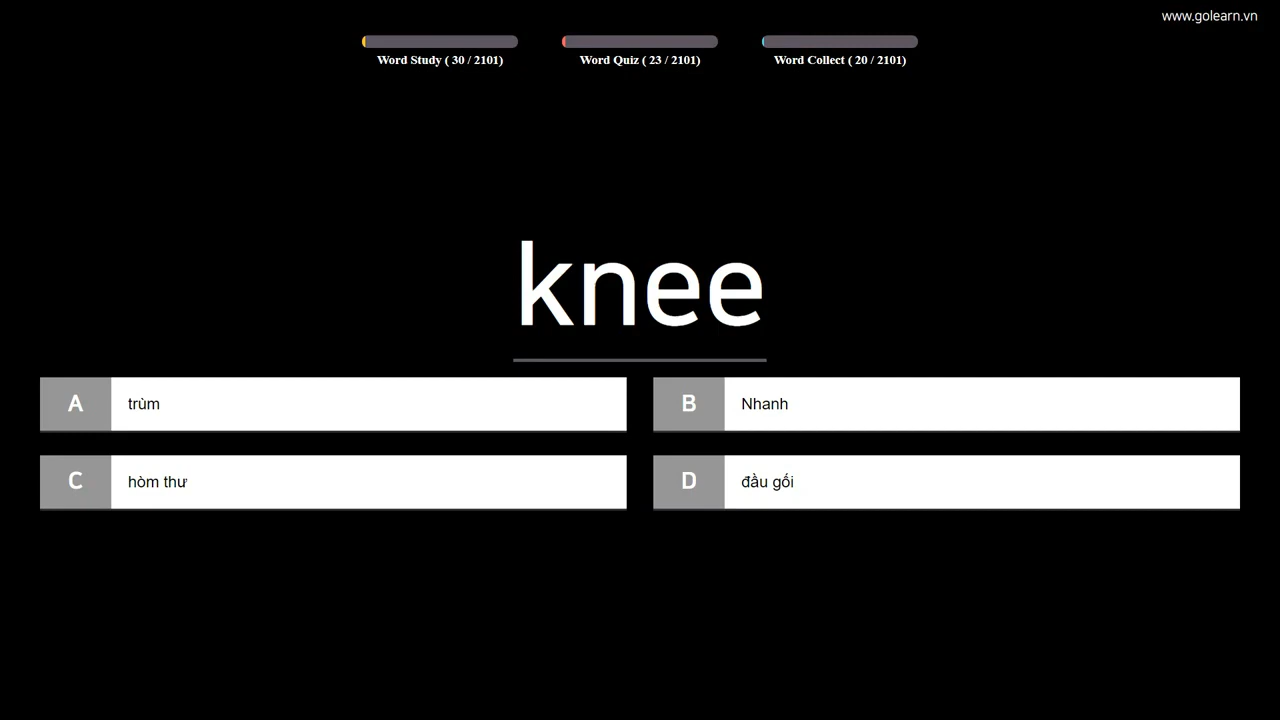 www.golearn.vn
Word Study ( 30 / 2101)
Word Quiz ( 23 / 2101)
Word Collect ( 20 / 2101)
knee
A trùm
B Nhanh
C hòm thư
D đầu gối